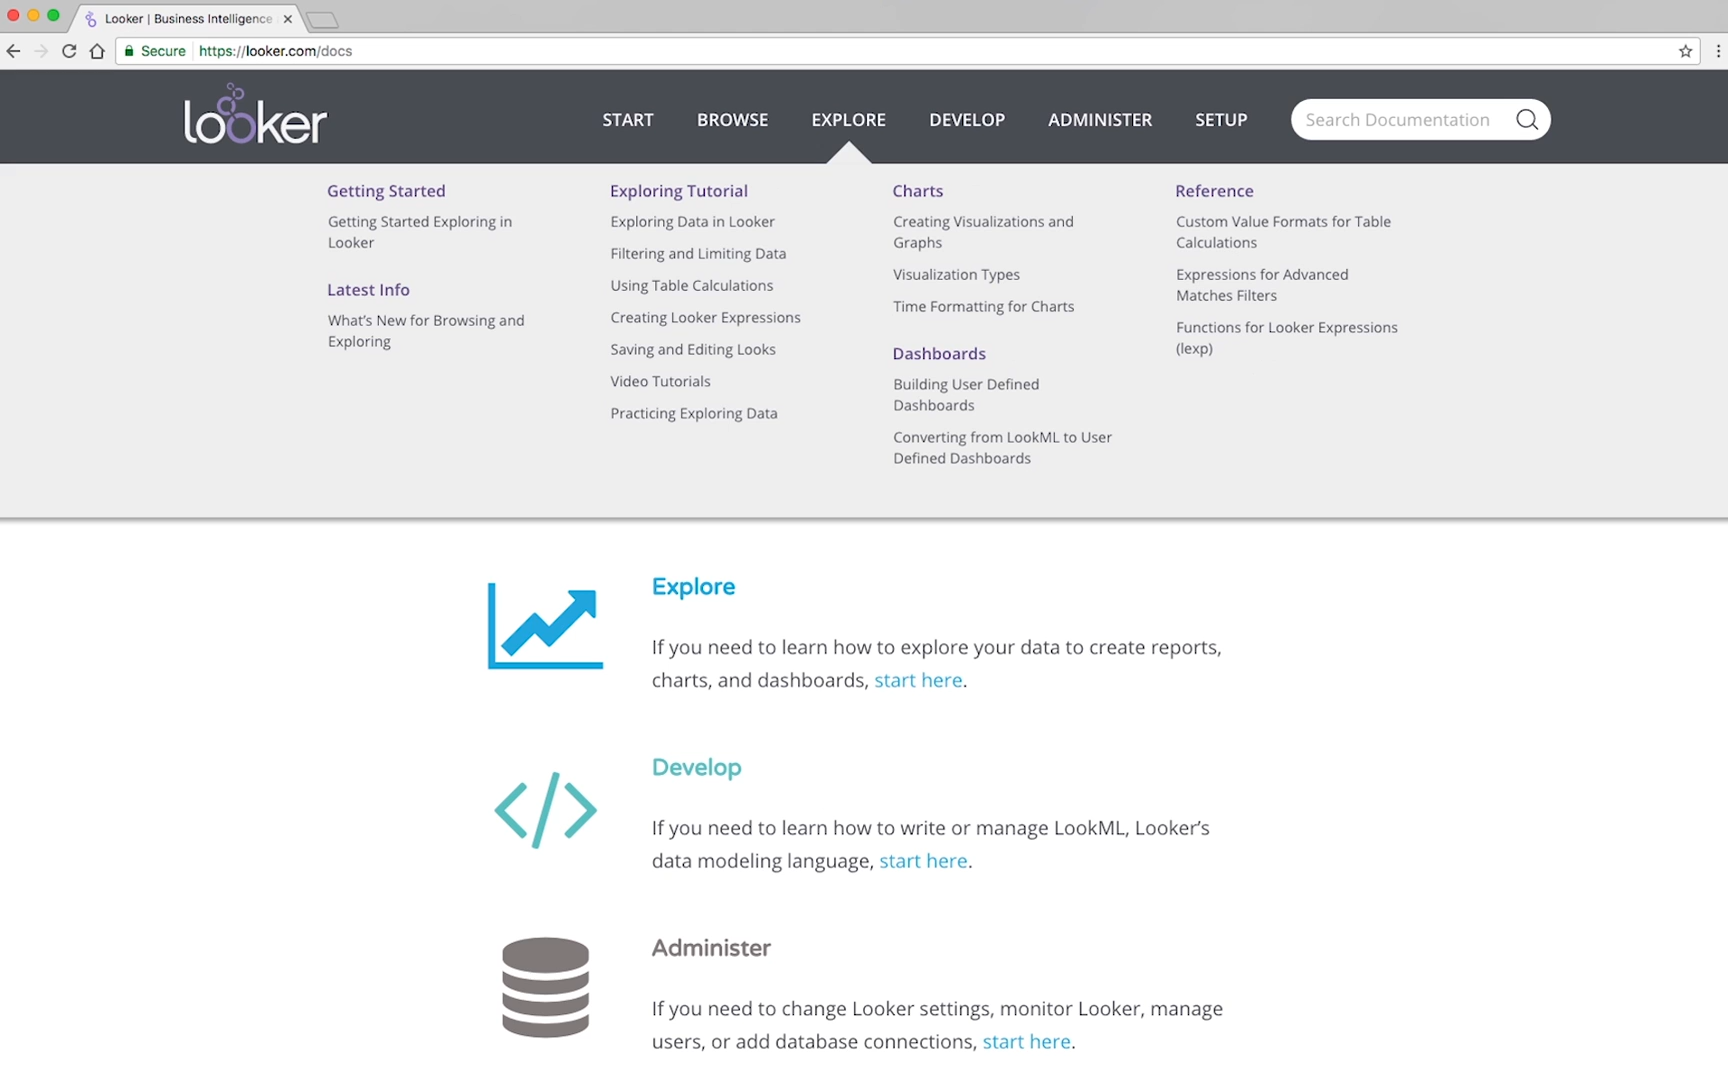 Looker | Business Intelligence
Secure https://looker.com/docs
looker
START BROWSE EXPLORE DEVELOP ADMINISTER SETUP Search Documentation
Getting Started
Getting Started Exploring in
Looker
Latest Info
What's New for Browsing and
Exploring
Exploring Tutorial
Exploring Data in Looker
Filtering and Limiting Data
Using Table Calculations
Creating Looker Expressions
Saving and Editing Looks
Video Tutorials
Practicing Exploring Data
Charts
Creating Visualizations and
Graphs
Visualization Types
Time Formatting for Charts
Dashboards
Building User Defined
Dashboards
Converting from LookML to User
Defined Dashboards
Reference
Custom Value Formats for Table
Calculations
Expressions for Advanced
Matches Filters
Functions for Looker Expressions
(lexp)
Explore
If you need to learn how to explore your data to create reports,
charts, and dashboards, start here.
Develop
If you need to learn how to write or manage LookML, Looker's
data modeling language, start here.
Administer
If you need to change Looker settings, monitor Looker, manage
users, or add database connections, start here.